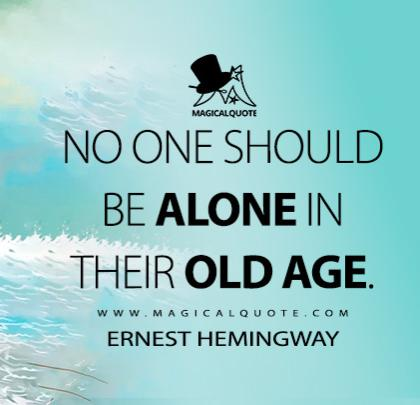 MAGICALQUOTE
NO ONE SHOULD
BE ALONE IN
THEIR OLD AGE.
WWW.MAGICALQUOTE.COM
ERNEST HEMINGWAY